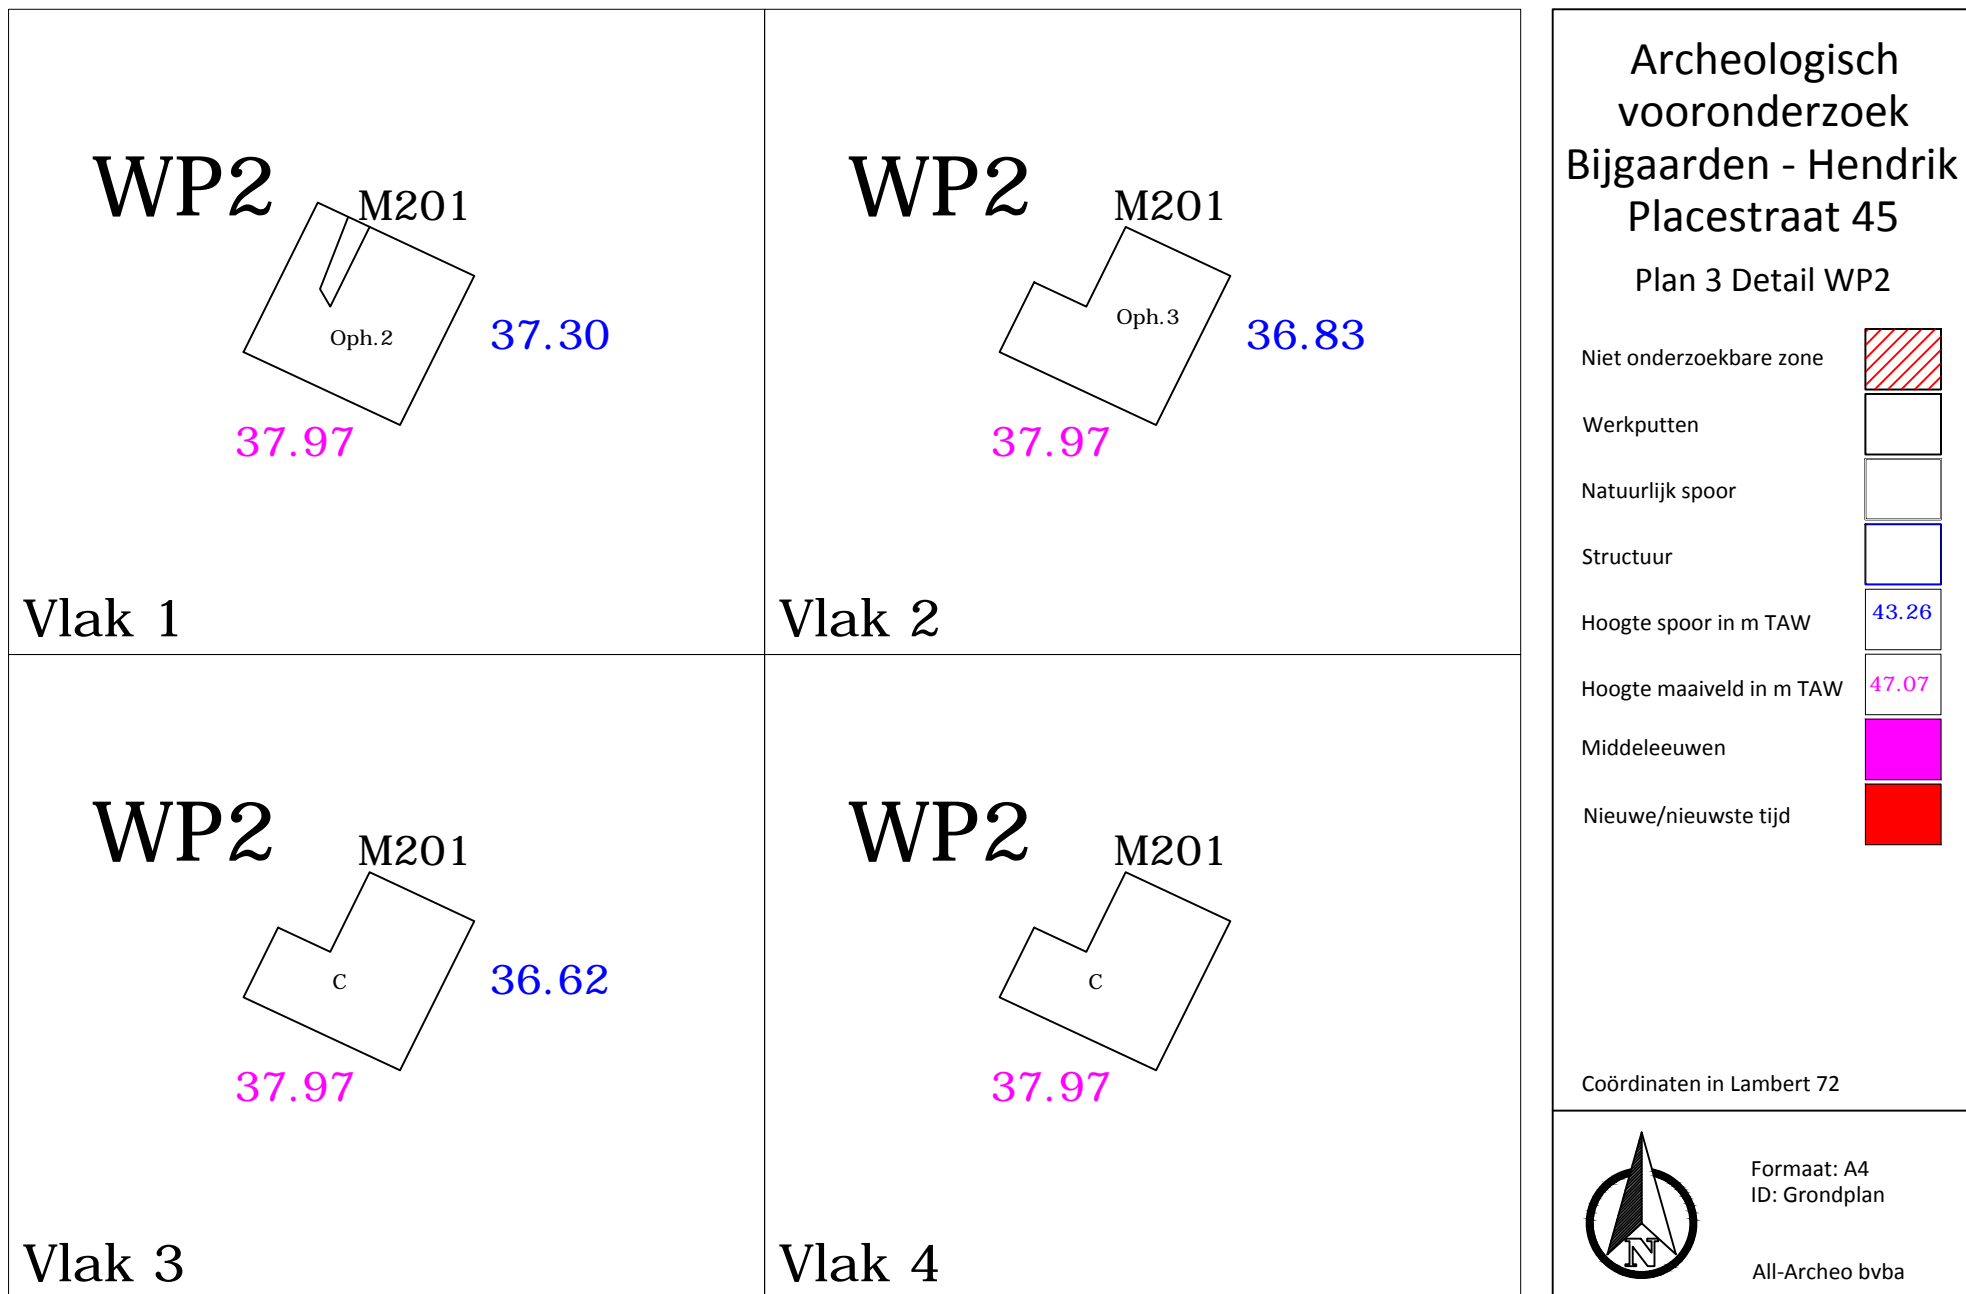 WP2
M201
Oph.2
37.30
37.97
Vlak 1
WP2
M201
Oph.3
36.83
37.97
Vlak 2
WP2
M201
C
36.62
37.97
Vlak 3
WP2
M201
C
37.97
Vlak 4
Archeologisch
vooronderzoek
Bijgaarden - Hendrik
Placestraat 45
Plan 3 Detail WP2
Niet onderzoekbare zone
Werkputten
Natuurlijk spoor
Structuur
Hoogte spoor in m TAW 43.26
Hoogte maaiveld in m TAW 47.07
Middeleeuwen
Nieuwe/nieuwste tijd
Coördinaten in Lambert 72
N
Formaat: A4
ID: Grondplan
All-Archeo bvba